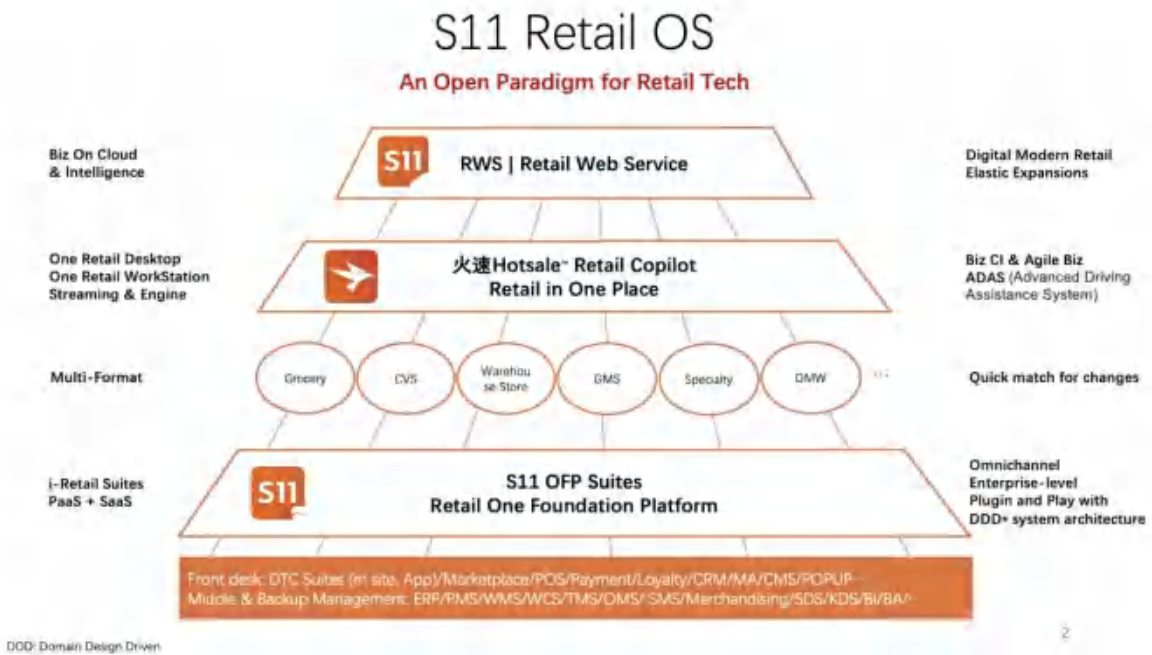 S11 Retail OS
An Open Paradigm for Retail Tech
Biz On Cloud
& Intelligence
S11
RWS | Retail Web Service
Digital Modern Retail
Elastic Expansions
One Retail Desktop
One Retail WorkStation
Streaming & Engine
火速Hotsale™ Retail Copilot
Retail in One Place
Biz CI & Agile Biz
ADAS (Advanced Driving
Assistance System)
Multi-Format
Grocery
CVS
Warehou
se Store
GMS
Specialty
DMW
...
Quick match for changes
i-Retail Suites
PaaS + SaaS
S11
S11 OFP Suites
Retail One Foundation Platform
Omnichannel
Enterprise-level
Plugin and Play with
DDD+ system architecture
Front desk: DTC Suites (m site, App)/Marketplace/POS/Payment/Loyalty/CRM/MA/CMS/POPUP…
Middle & Backup Management: ERP/RMS/WMS/WCS/TMS/OMS/ SMS/Merchandising/SDS/KDS/BI/BA/
2
DDD: Domain Design Driven